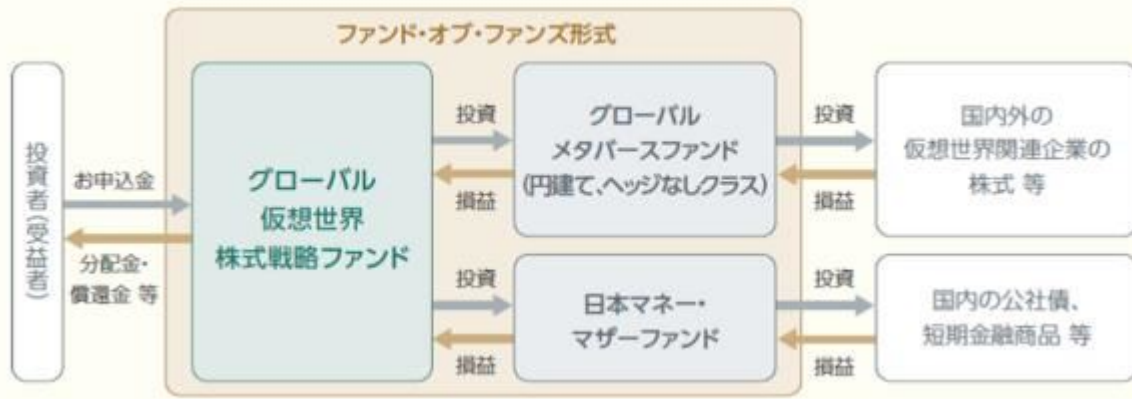 ファンド・オブ・ファンズ形式
投資者(受益者)
お申込金
分配金・
償還金 等
グローバル
仮想世界
株式戦略ファンド
投資
損益
グローバル
メタバースファンド
(円建て、ヘッジなしクラス)
投資
損益
国内外の
仮想世界関連企業の
株式 等
投資
損益
日本マネー・
マザーファンド
投資
損益
国内の公社債、
短期金融商品 等